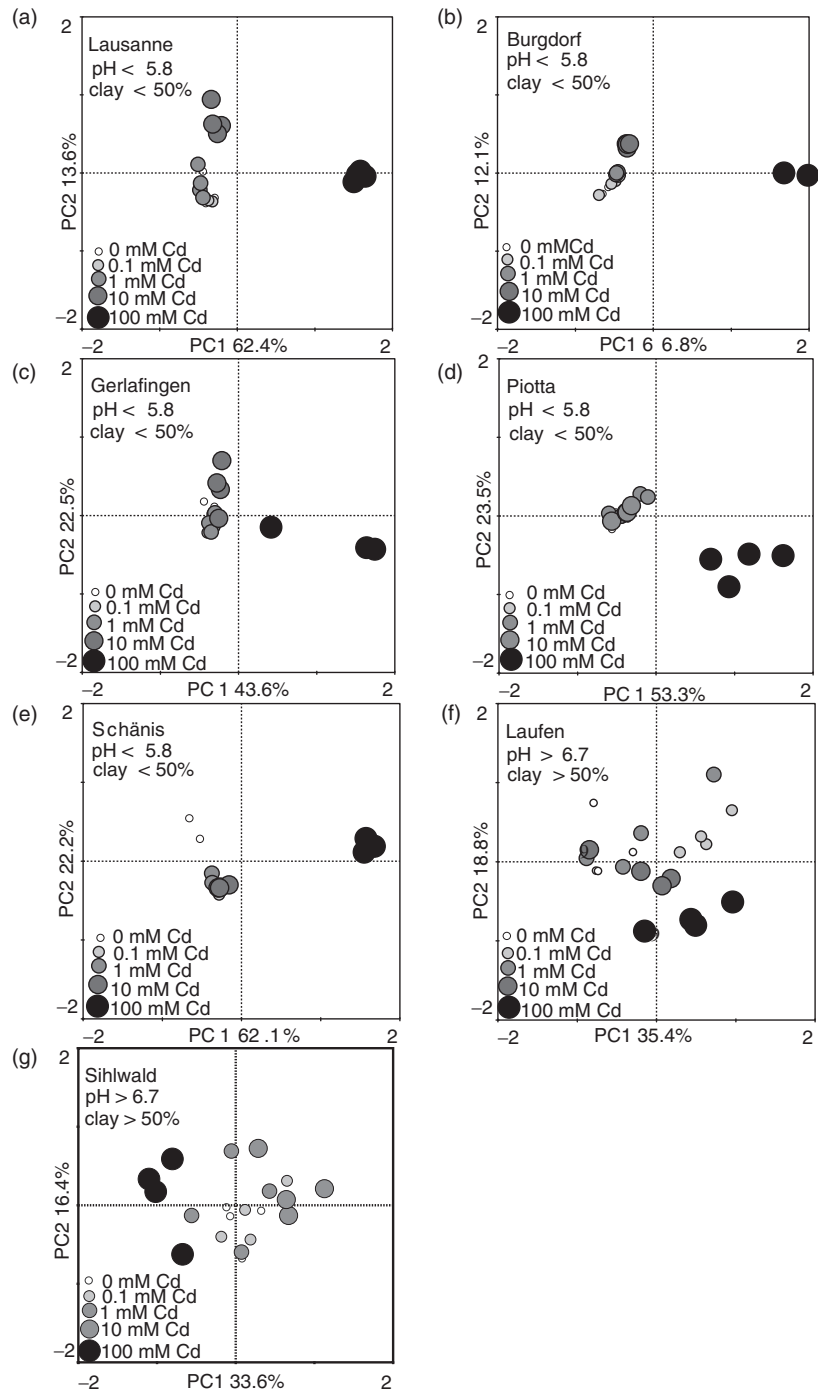 (a)
2
Lausanne
pH < 5.8
clay < 50%
PC2 13.6%
0 mM Cd
0.1 mM Cd
1 mM Cd
10 mM Cd
100 mM Cd
−2
−2
PC1 62.4%
2
(b)
2
Burgdorf
pH < 5.8
clay < 50%
PC2 12.1%
0 mMCd
0.1 mM Cd
1 mM Cd
10 mM Cd
100 mM Cd
−2
−2
PC1 6 6.8%
2
(c)
2
Gerlafingen
pH < 5.8
clay < 50%
PC2 22.5%
0 mM Cd
0.1 mM Cd
1 mM Cd
10 mM Cd
100 mM Cd
−2
−2
PC 1 43.6%
2
(d)
2
Piotta
pH < 5.8
clay < 50%
PC2 23.5%
0 mM Cd
0.1 mM Cd
1 mM Cd
10 mM Cd
100 mM Cd
−2
−2
PC 1 53.3%
2
(e)
2
Schänis
pH < 5.8
clay < 50%
PC2 22.2%
0 mM Cd
0.1 mM Cd
1 mM Cd
10 mM Cd
100 mM Cd
−2
−2
PC 1 62 .1 %
2
(f)
2
Laufen
pH > 6.7
clay > 50%
PC2 18.8%
0 mM Cd
0.1 mM Cd
1 mM Cd
10 mM Cd
100 mM Cd
−2
−2
PC1 35.4%
2
(g)
2
Sihlwald
pH > 6.7
clay > 50%
PC2 16.4%
0 mM Cd
0.1 mM Cd
1 mM Cd
10 mM Cd
100 mM Cd
−2
−2
PC1 33.6%
2